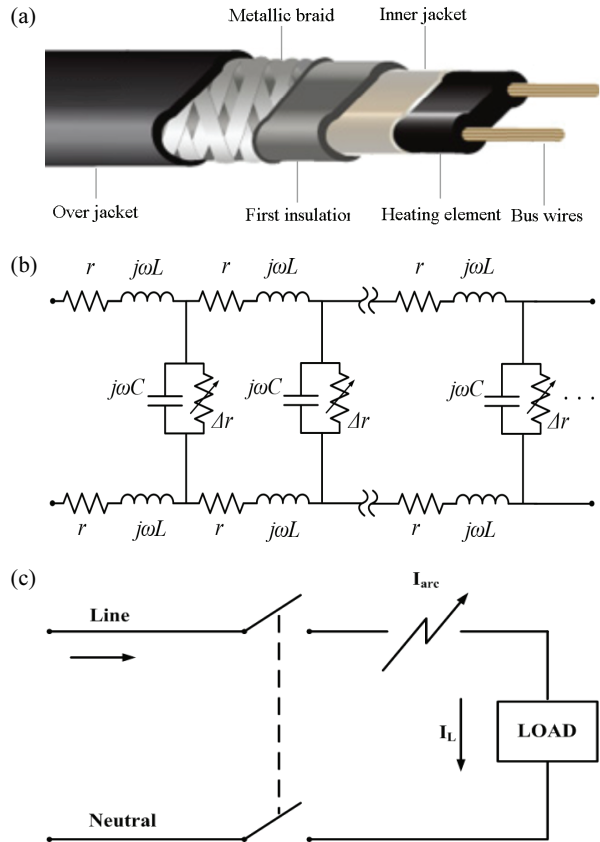 (a)
Metallic braid
Inner jacket
Over jacket
First insulation
Heating element
Bus wires
(b)
r jωL r jωL r jωL
jωC Δr jωC Δr jωC Δr . . .
r jωL r jωL r jωL
(c)
Iarc
Line
IL
LOAD
Neutral